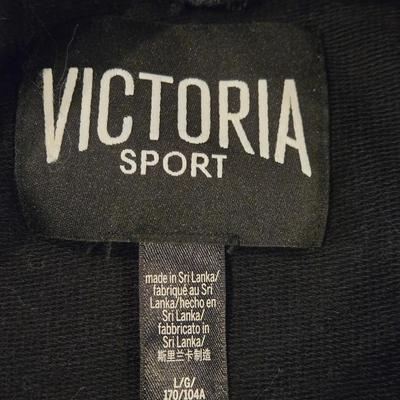 VICTORIA
SPORT
made in Sri Lanka/
fabriqué au Sri
Lanka/hecho en
Sri Lanka/
fabbricato in
Sri Lanka/
斯里兰卡制造
L/G/
170/104A